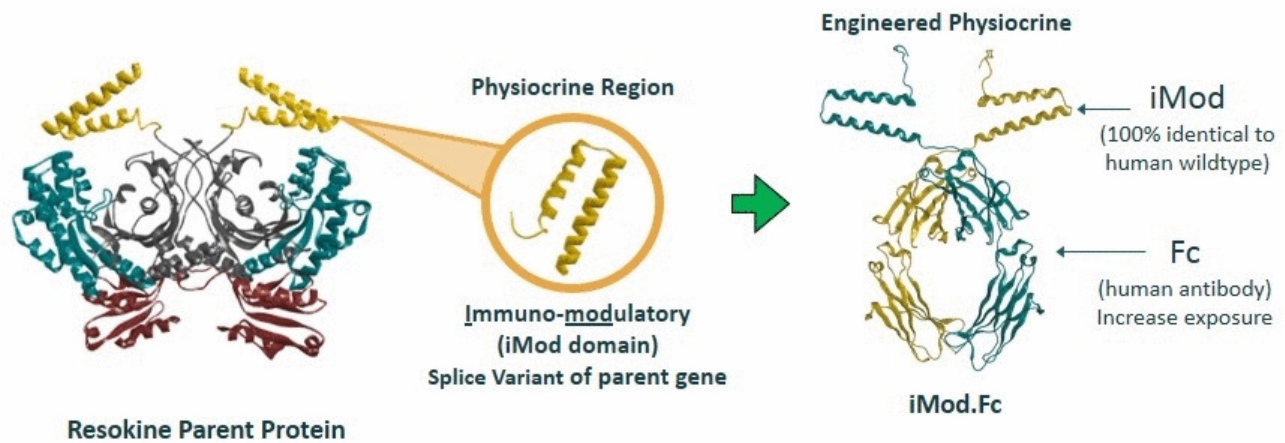 Engineered Physiocrine
Physiocrine Region
iMod
(100% identical to
human wildtype)
Fc
(human antibody)
Increase exposure
Immuno-modulatory
(iMod domain)
Splice Variant of parent gene
iMod.Fc
Resokine Parent Protein